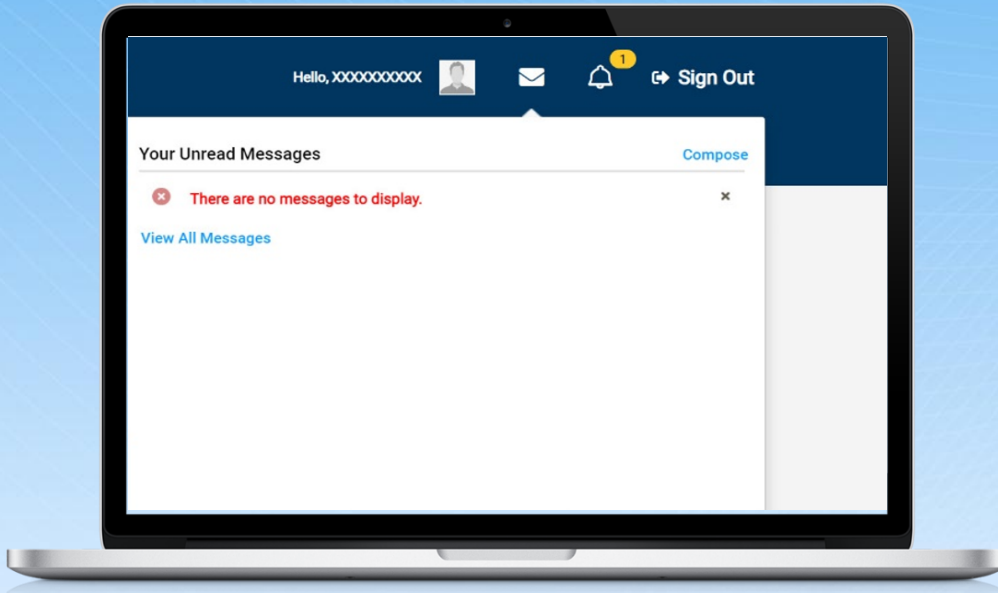 Hello, XXXXXXXXXX 1 Sign Out
Your Unread Messages Compose
There are no messages to display.
View All Messages